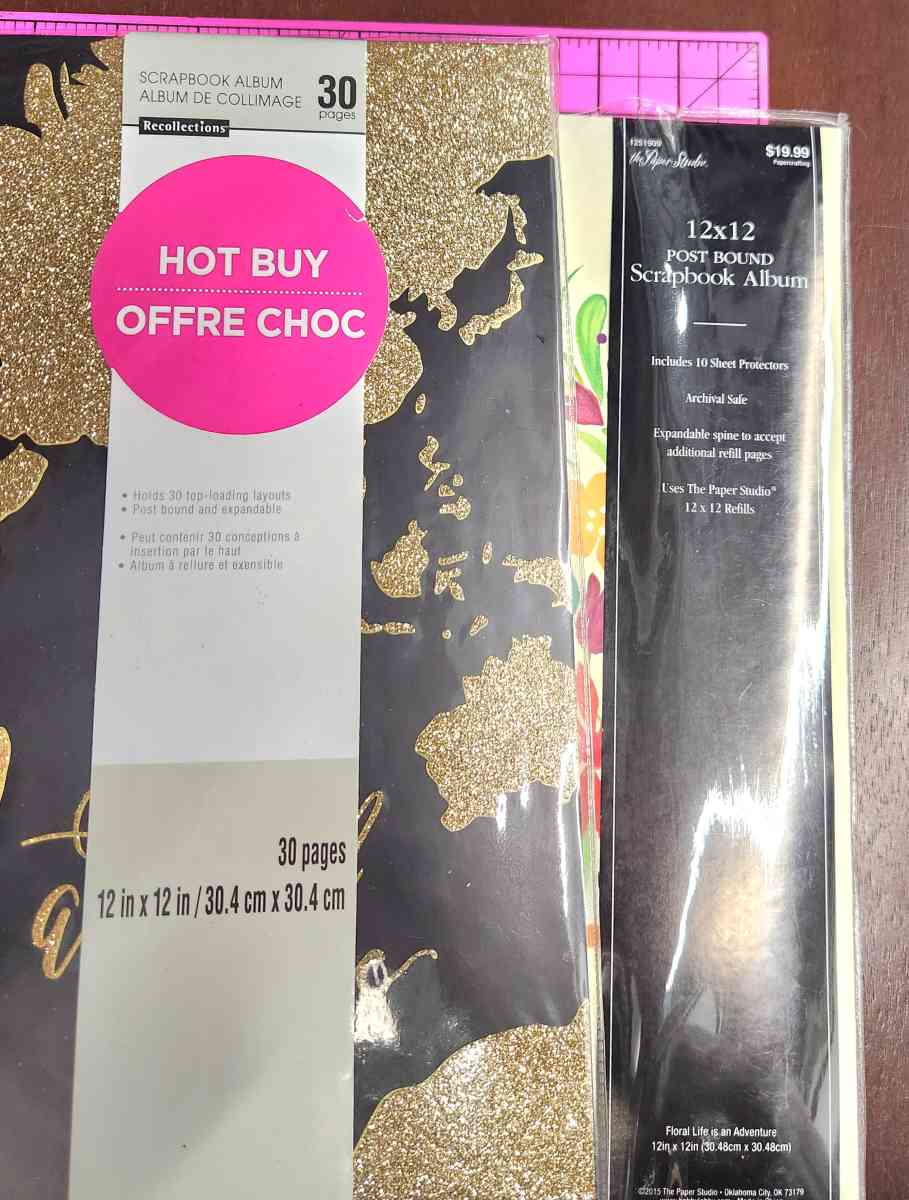 SCRAPBOOK ALBUM
ALBUM DE COLLIMAGE
30
pages
Recollections
HOT BUY
OFFRE CHOC
• Holds 30 top-loading layouts
• Post bound and expandable
• Peut contenir 30 conceptions à
insertion par le haut
• Album à reliure et exensible
30 pages
12 in x 12 in / 30.4 cm x 30.4 cm
1251909
the Paper Studio
$19.99
Papercrafting
12x12
POST BOUND
Scrapbook Album
Includes 10 Sheet Protectors
Archival Safe
Expandable spine to accept
additional refill pages
Uses The Paper Studio®
12 x 12 Refills
Floral Life is an Adventure
12in x 12in (30.48cm x 30.48cm)
©2015 The Paper Studio • Oklahoma City, OK 73179